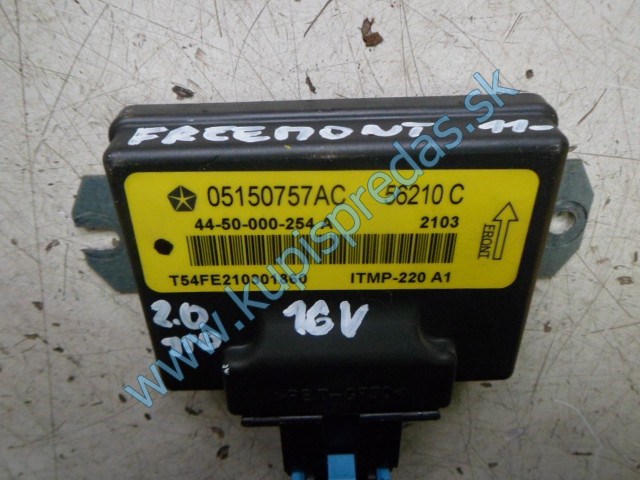 FREEMONT 11-
05150757AC 56210 C
44-50-000-254-A 2103
FRONT
ITMP-220 A1
2.0
16V
www.kupispredas.sk